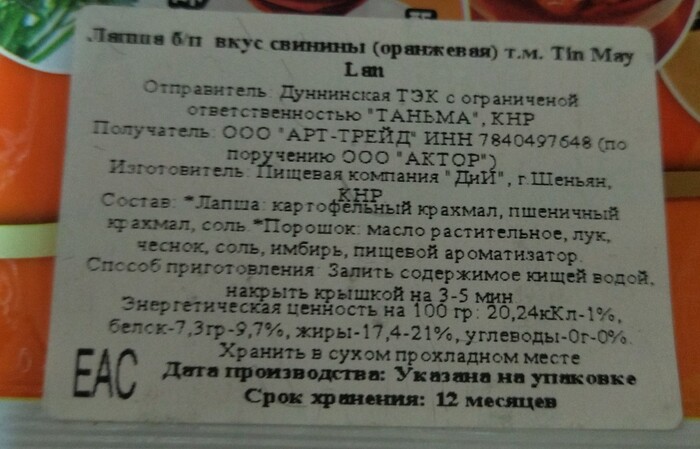 Лапша б/п вкус свинины (оранжевая) т.м. Tin May
Lan
Отправитель: Дуннинская ТЭК с ограниченой
ответственностью "ТАНЬМА", КНР
Получатель: ООО "АРТ-ТРЕЙД" ИНН 7840497648 (по
поручению ООО "АКТОР")
Изготовитель: Пищевая компания "ДиЙ", г.Шеньян,
КНР
Состав: *Лапша: картофельный крахмал, пшеничный
крахмал, соль.*Порошок: масло растительное, лук,
чеснок, соль, имбирь, пищевой ароматизатор.
Способ приготовления: Залить содержимое кищей водой,
накрыть крышкой на 3-5 мин
Энергетическая ценность на 100 гр: 20,24кКл-1%,
белск-7,3гр-9,7%, жиры-17,4-21%, углеводы-0г-0%.
Хранить в сухом прохладном месте
Дата производства: Указана на упаковке
Срок хранения: 12 месяцев
ЕАС